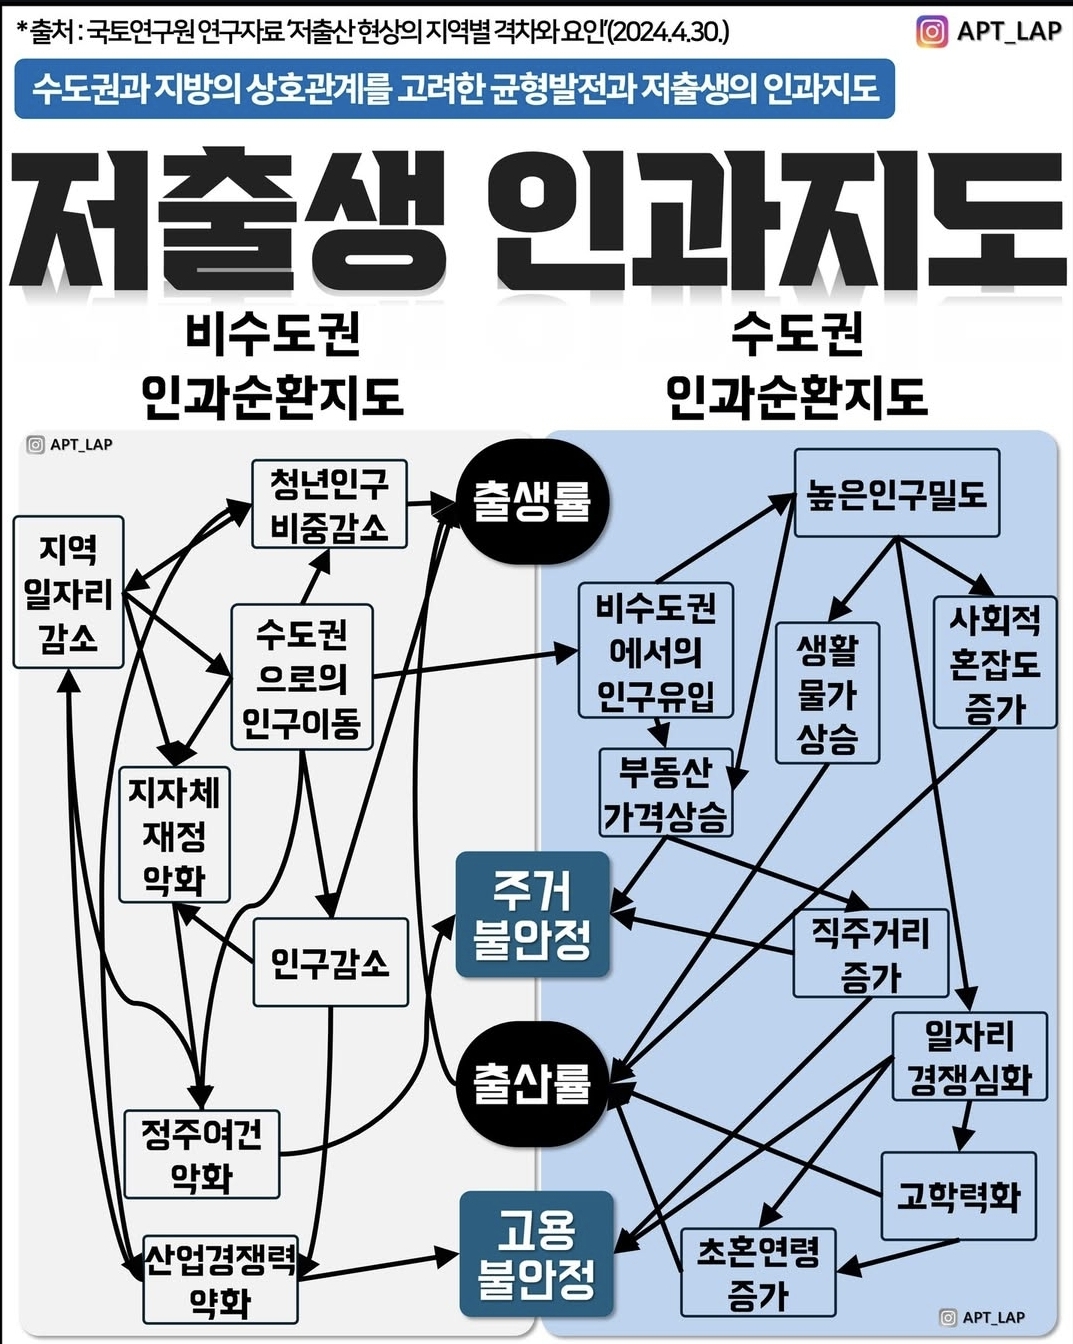 *출처 : 국토연구원 연구자료 '저출산 현상의 지역별 격차와 요인'(2024.4.30.)
APT_LAP
수도권과 지방의 상호관계를 고려한 균형발전과 저출생의 인과지도
저출생 인과지도
비수도권
인과순환지도
수도권
인과순환지도
APT_LAP
청년인구
비중감소
출생률
높은인구밀도
지역
일자리
감소
수도권
으로의
인구이동
비수도권
에서의
인구유입
생활
물가
상승
사회적
혼잡도
증가
지자체
재정
악화
부동산
가격상승
주거
불안정
인구감소
직주거리
증가
출산률
일자리
경쟁심화
정주여건
악화
고학력화
산업경쟁력
약화
고용
불안정
초혼연령
증가
APT_LAP